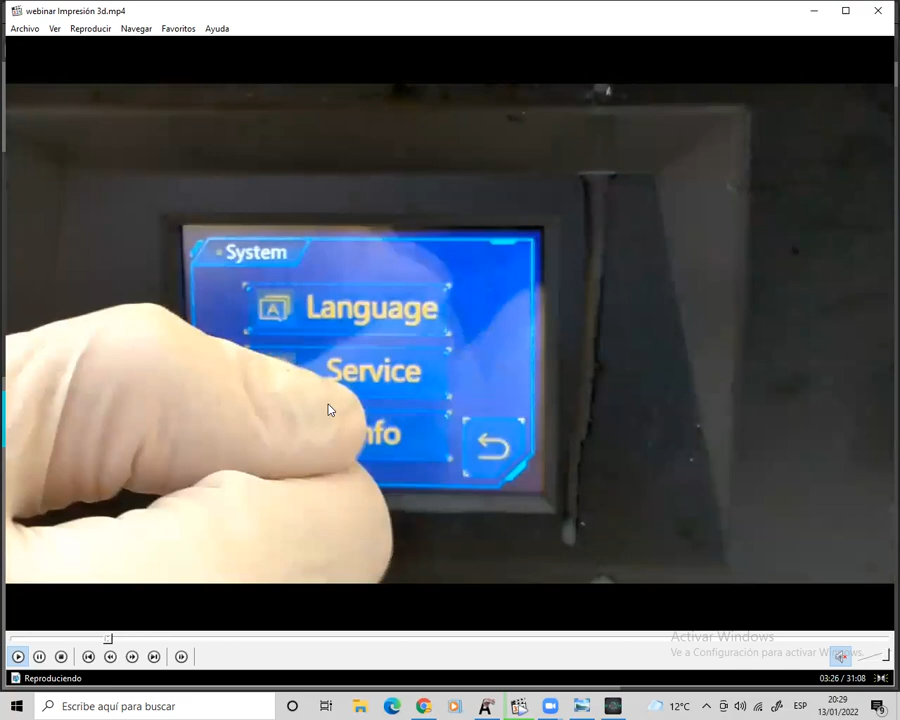 webinar Impresión 3d.mp4
Archivo Ver Reproducir Navegar Favoritos Ayuda
System
A Language
Service
nfo
Activar Windows
Ve a Configuración para activar Windows.
Reproduciendo
03:26 / 31:08
Escribe aquí para buscar
12°C
ESP
20:29
13/01/2022
9